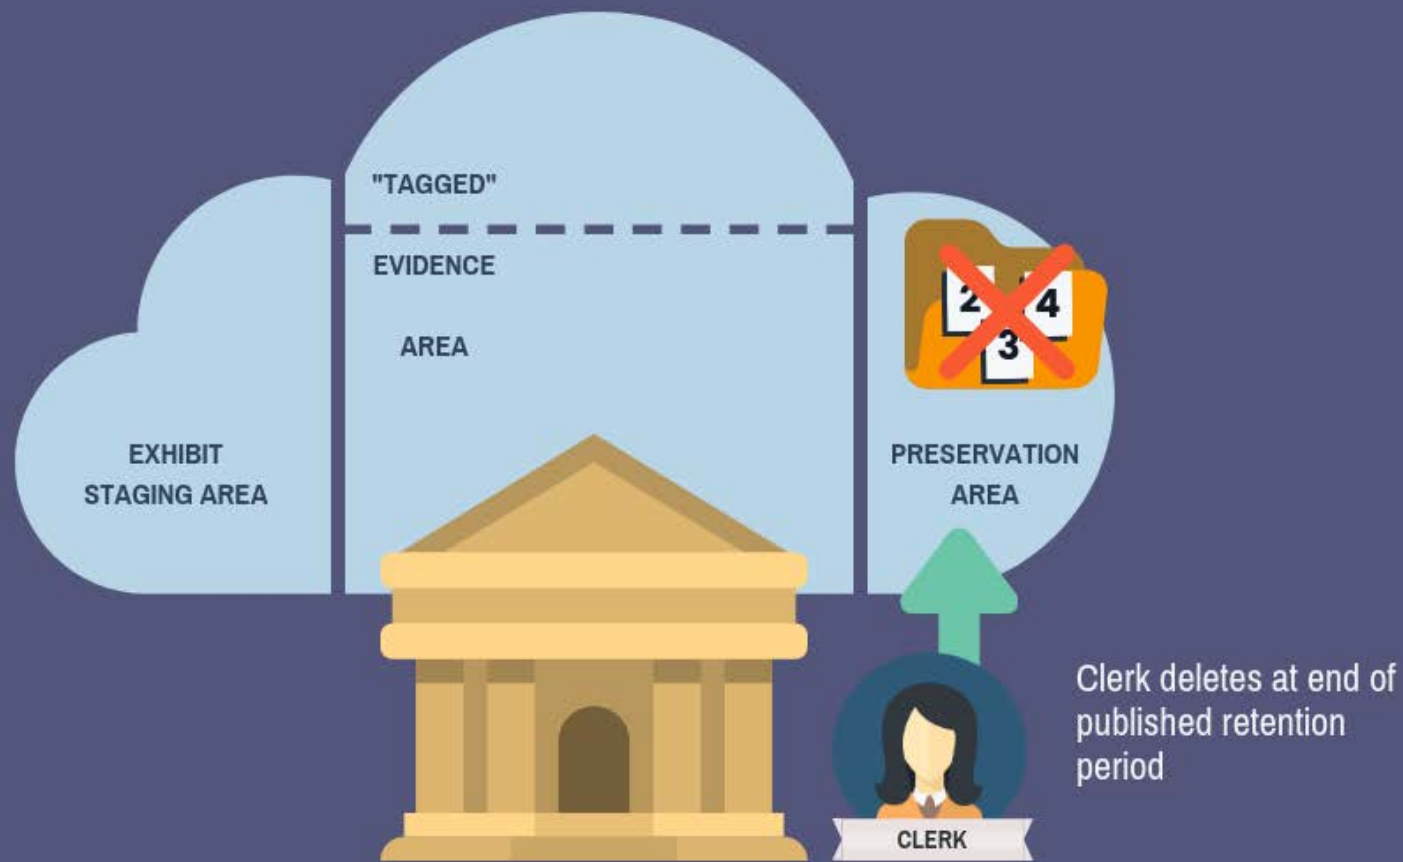 "TAGGED"
EVIDENCE
AREA
2
4
3
EXHIBIT
STAGING AREA
PRESERVATION
AREA
Clerk deletes at end of
published retention
period
CLERK